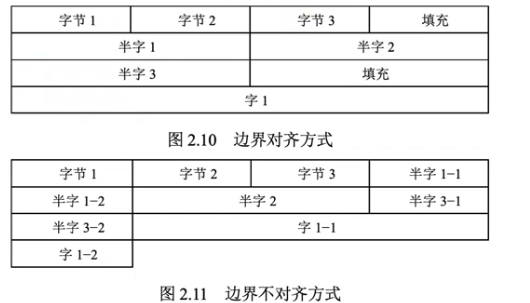 字节 1 字节 2 字节 3 填充
半字 1 半字 2
半字 3 填充
字 1
图 2.10 边界对齐方式
字节 1 字节 2 字节 3 半字 1-1
半字 1-2 半字 2 半字 3-1
半字 3-2 字 1-1
字 1-2
图 2.11 边界不对齐方式